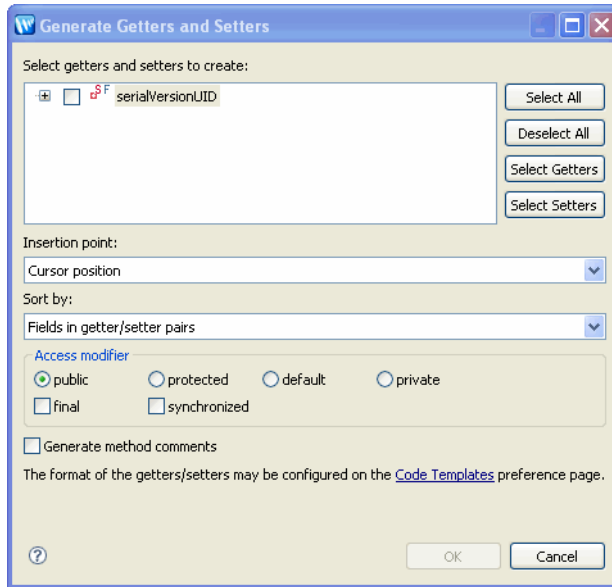 Generate Getters and Setters
Select getters and setters to create:
S F serialVersionUID
Select All
Deselect All
Select Getters
Select Setters
Insertion point:
Cursor position
Sort by:
Fields in getter/setter pairs
Access modifier
public protected default private
final synchronized
Generate method comments
The format of the getters/setters may be configured on the Code Templates preference page.
? OK Cancel